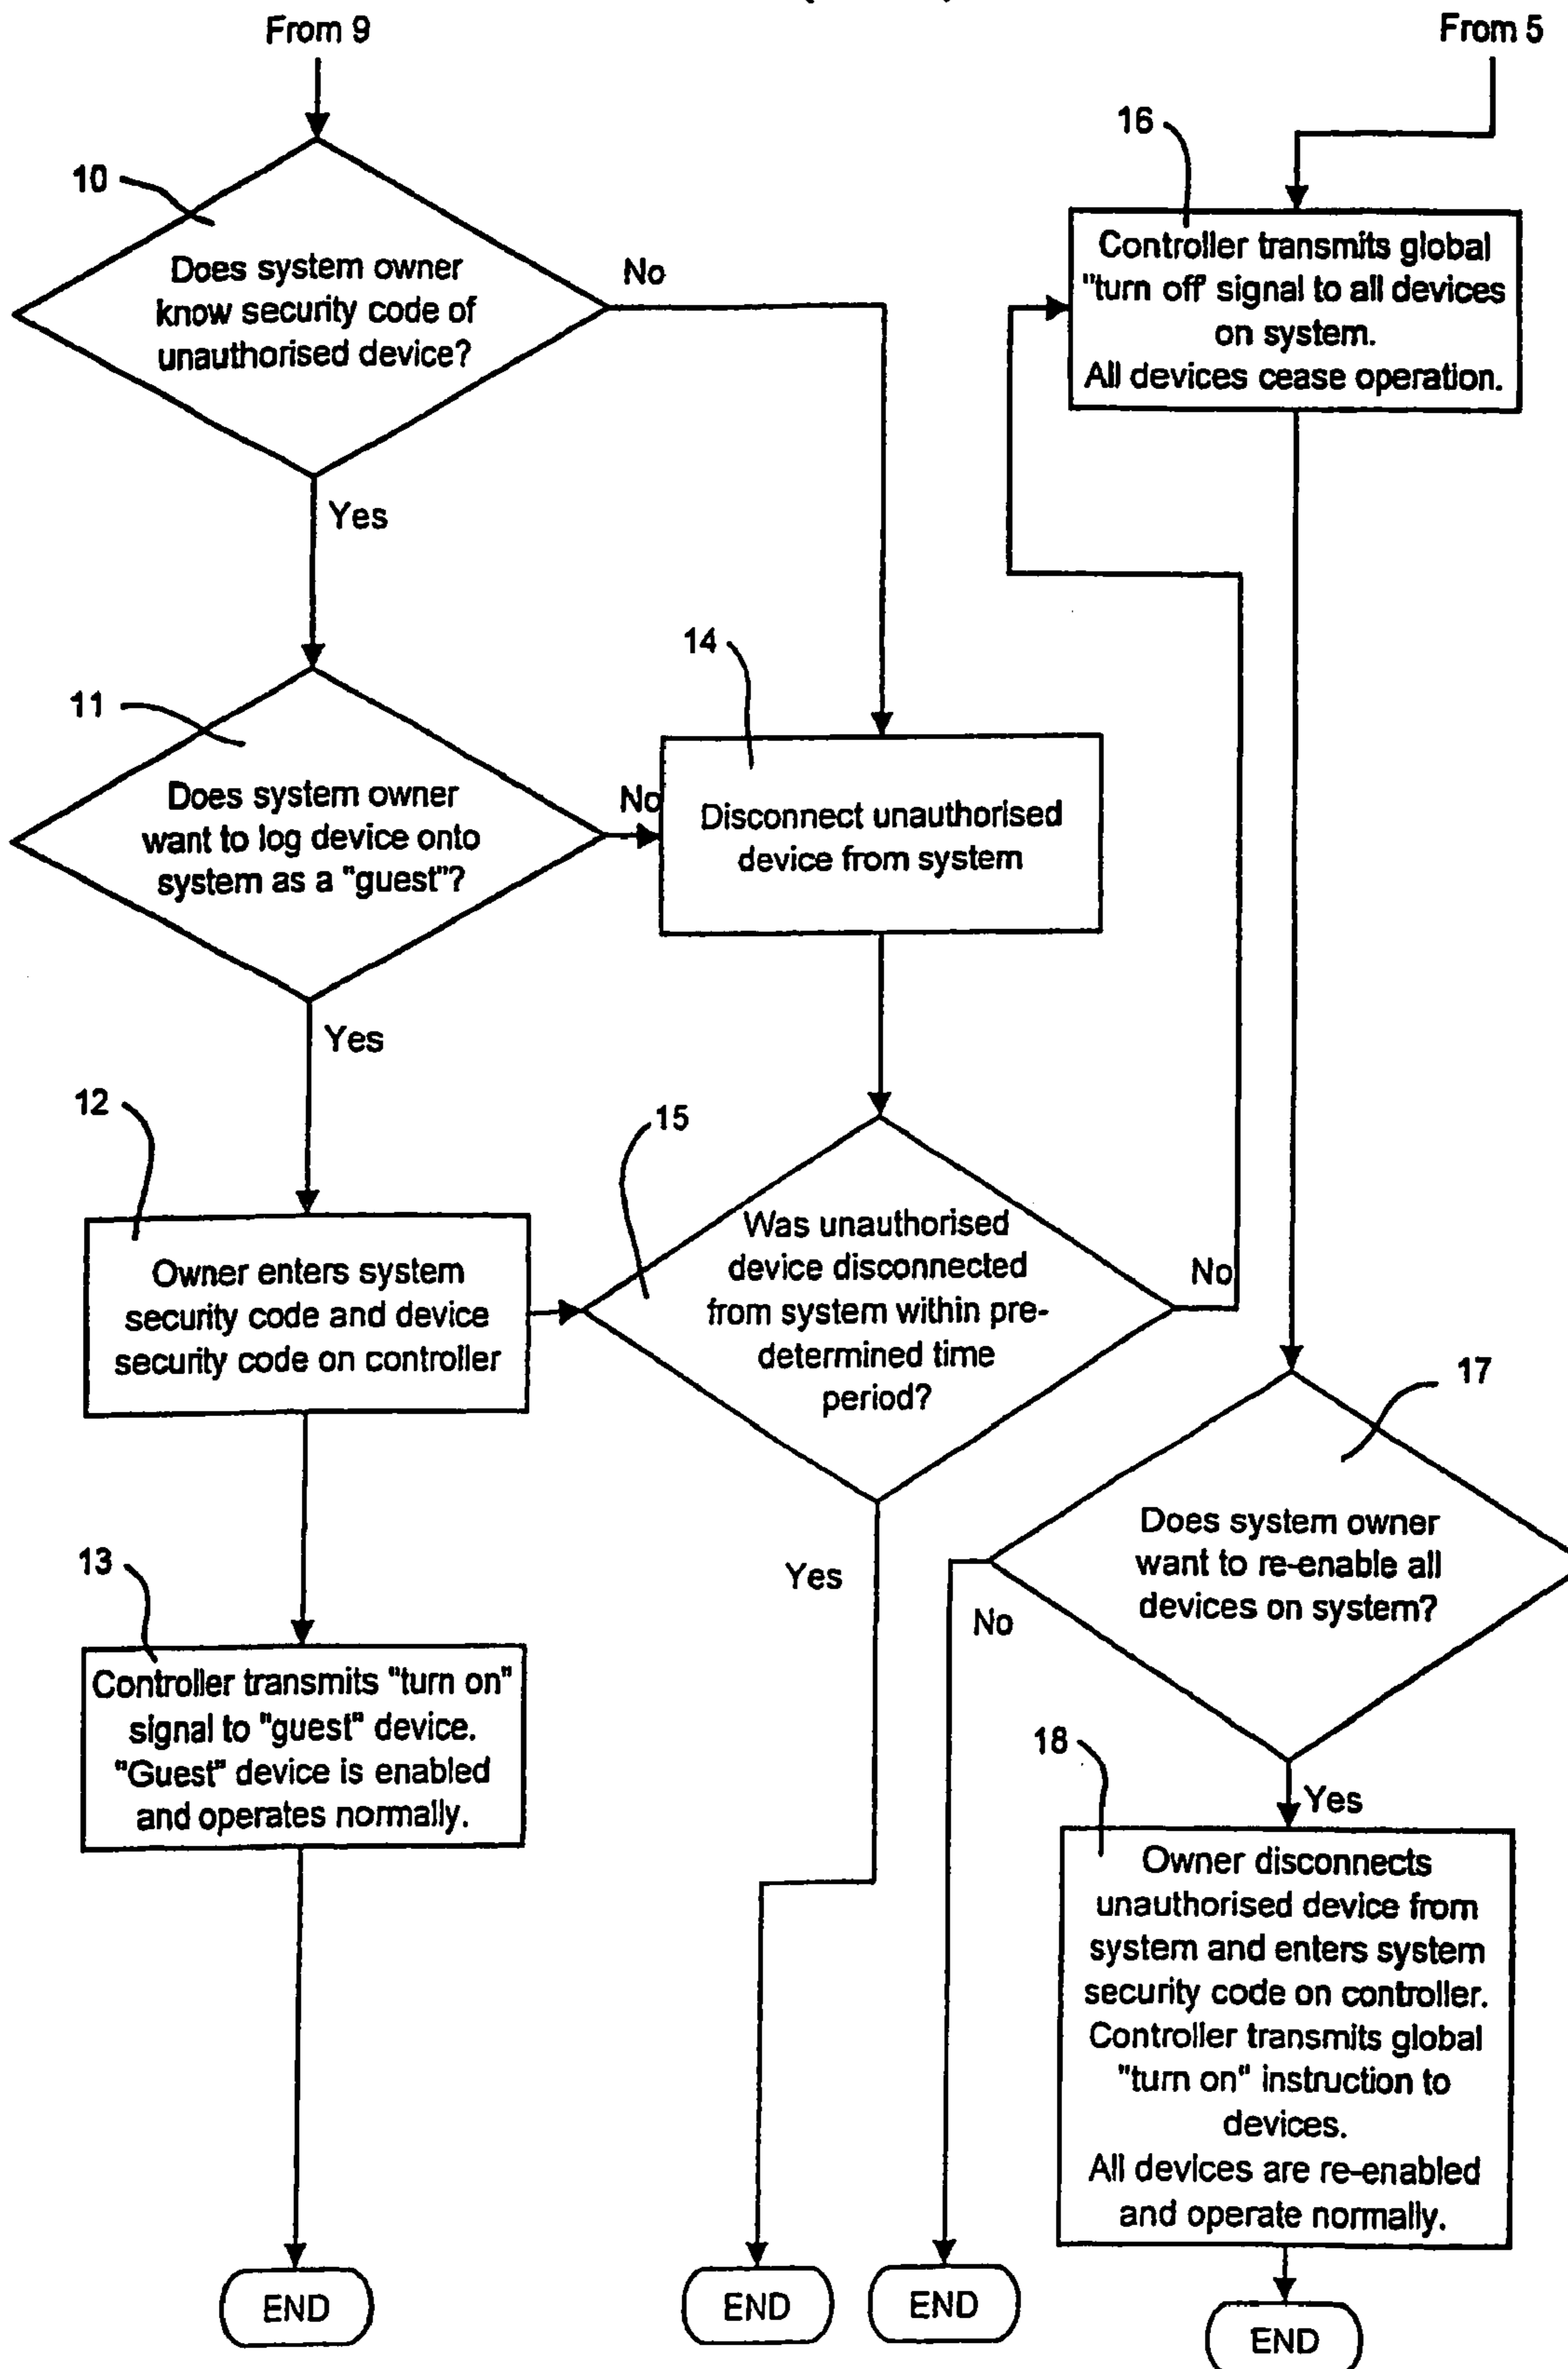 From 9
From 5
10
Does system owner
know security code of
unauthorised device?
No
Yes
16
Controller transmits global
"turn off" signal to all devices
on system.
All devices cease operation.
11
Does system owner
want to log device onto
system as a "guest"?
No
Yes
14
Disconnect unauthorised
device from system
12
Owner enters system
security code and device
security code on controller
15
Was unauthorised
device disconnected
from system within pre-
determined time
period?
No
Yes
13
Controller transmits "turn on"
signal to "guest" device.
"Guest" device is enabled
and operates normally.
17
Does system owner
want to re-enable all
devices on system?
No
Yes
18
Owner disconnects
unauthorised device from
system and enters system
security code on controller.
Controller transmits global
"turn on" instruction to
devices.
All devices are re-enabled
and operate normally.
END
END
END
END